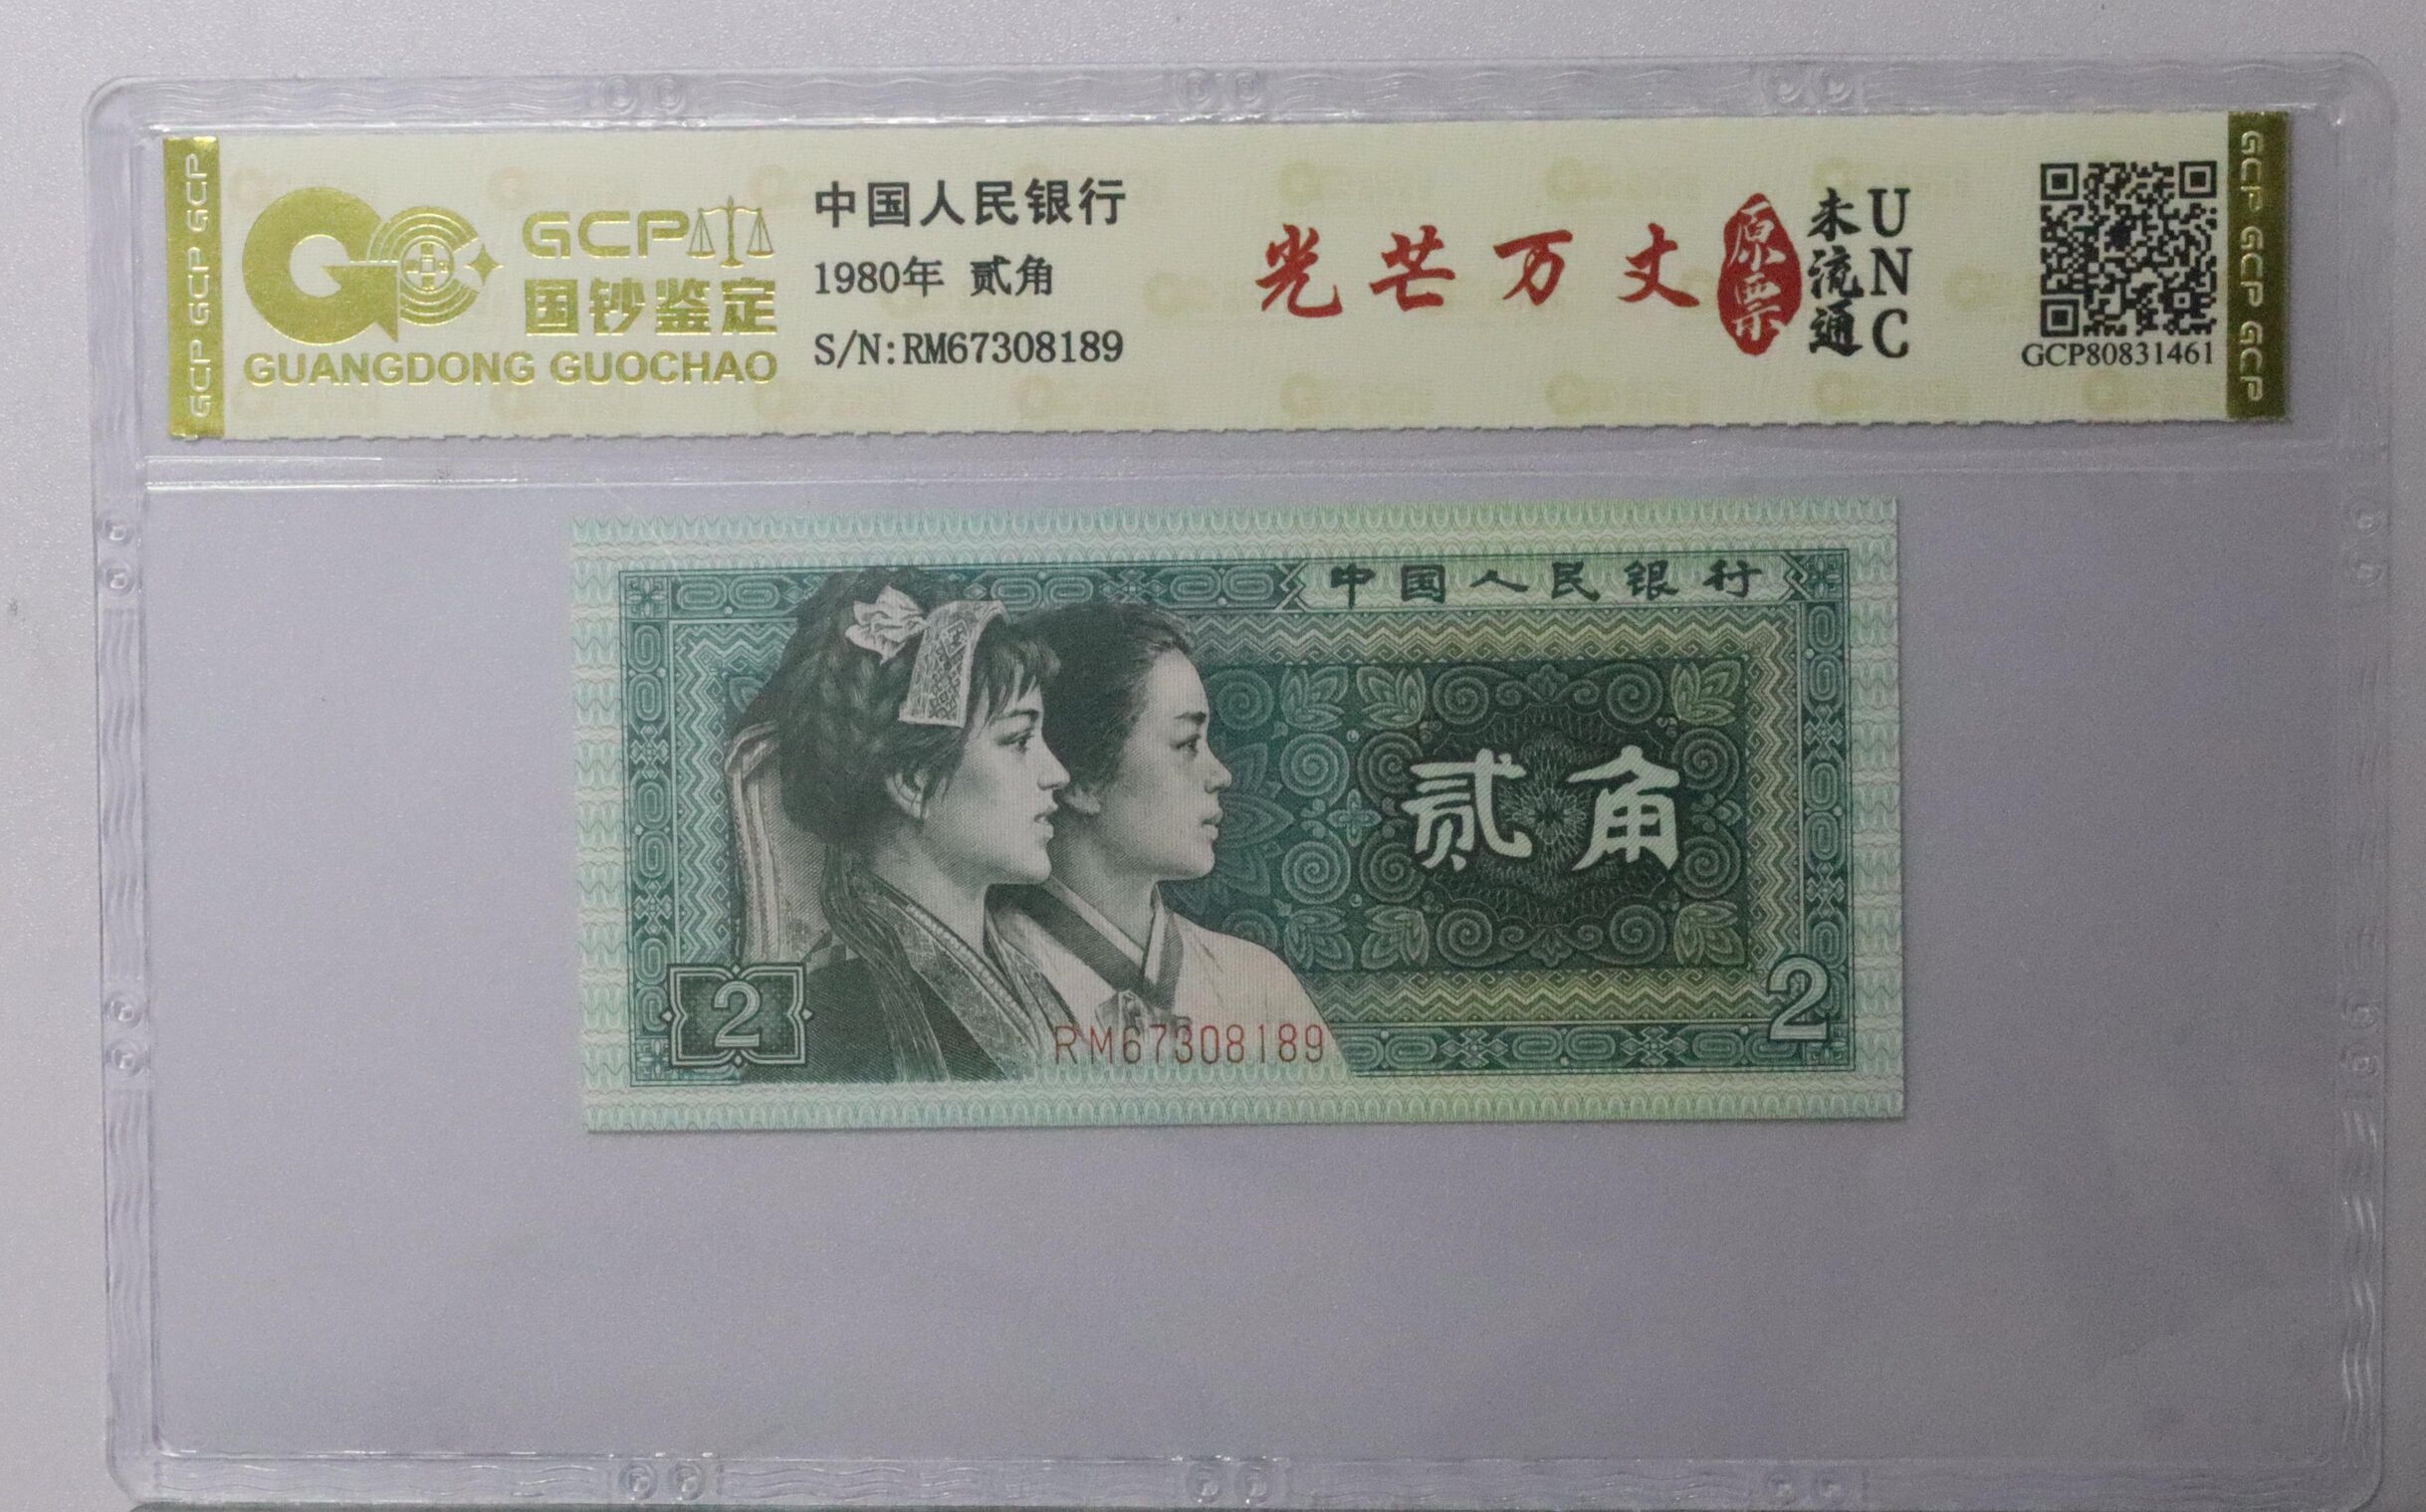 GCP GCP GCP
GCP
国钞鉴定
GUANGDONG GUOCHAO
中国人民银行
1980年 贰角
S/N:RM67308189
光芒万丈
原票
未流通
UNC
GCP80831461
GCP GCP GCP
中国人民银行
贰角
2
2
RM67308189